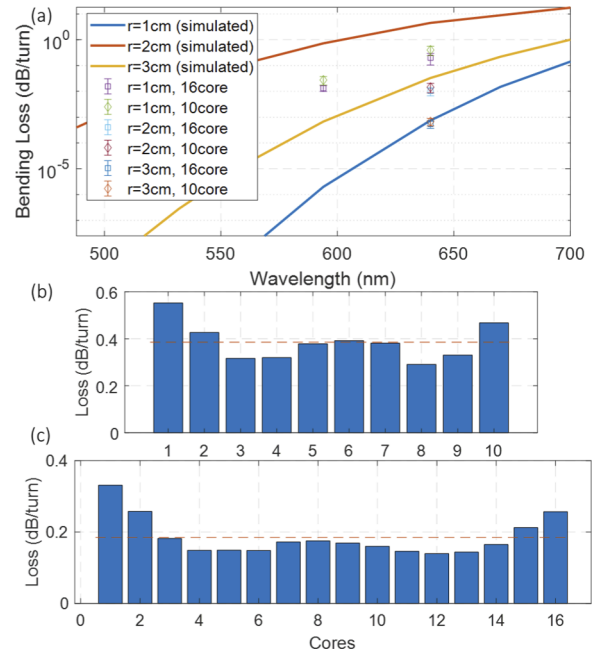 (a)
r=1cm (simulated)
r=2cm (simulated)
r=3cm (simulated)
r=1cm, 16core
r=1cm, 10core
r=2cm, 16core
r=2cm, 10core
r=3cm, 16core
r=3cm, 10core
Bending Loss (dB/turn)
10^0
10^-5
500 550 600 650 700
Wavelength (nm)
(b)
Loss (dB/turn)
0.6
0.4
0.2
0
1 2 3 4 5 6 7 8 9 10
(c)
Loss (dB/turn)
0.4
0.2
0
0 2 4 6 8 10 12 14 16
Cores